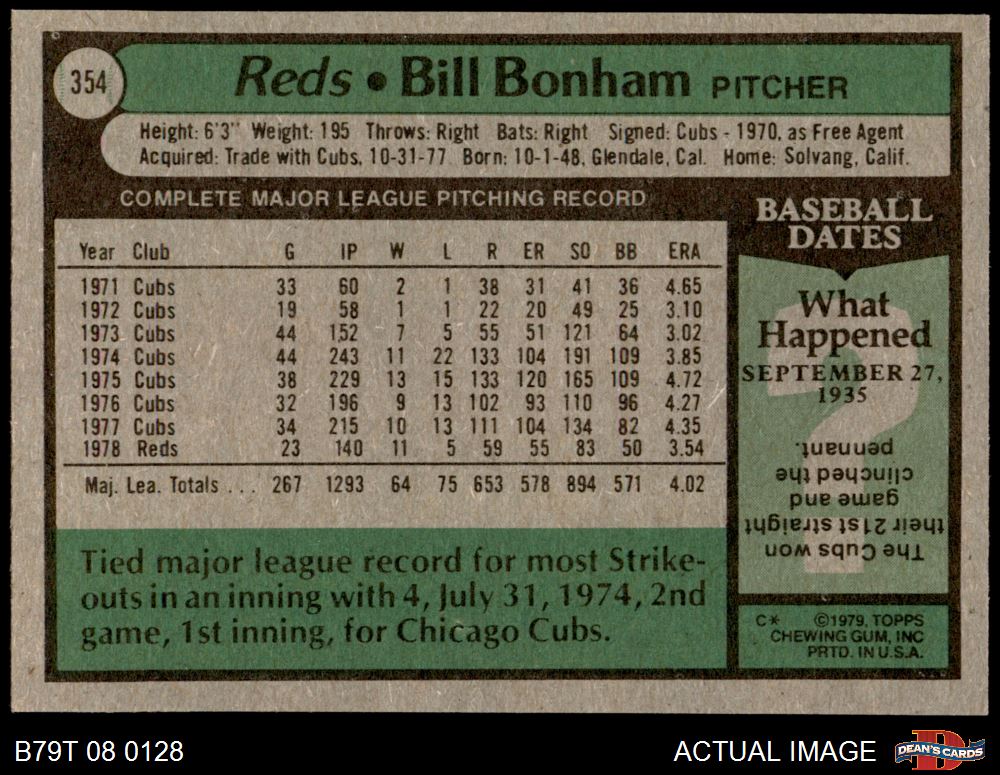 354
Reds • Bill Bonham PITCHER
Height: 6'3" Weight: 195 Throws: Right Bats: Right Signed: Cubs - 1970, as Free Agent
Acquired: Trade with Cubs, 10-31-77 Born: 10-1-48, Glendale, Cal. Home: Solvang, Calif.
COMPLETE MAJOR LEAGUE PITCHING RECORD
Year Club G IP W L R ER SO BB ERA
1971 Cubs 33 60 2 1 38 31 41 36 4.65
1972 Cubs 19 58 1 1 22 20 49 25 3.10
1973 Cubs 44 152 7 5 55 51 121 64 3.02
1974 Cubs 44 243 11 22 133 104 191 109 3.85
1975 Cubs 38 229 13 15 133 120 165 109 4.72
1976 Cubs 32 196 9 13 102 93 110 96 4.27
1977 Cubs 34 215 10 13 111 104 134 82 4.35
1978 Reds 23 140 11 5 59 55 83 50 3.54
Maj. Lea. Totals . . . 267 1293 64 75 653 578 894 571 4.02
Tied major league record for most Strike-
outs in an inning with 4, July 31, 1974, 2nd
game, 1st inning, for Chicago Cubs.
BASEBALL
DATES
What
Happened
SEPTEMBER 27,
1935
The Cubs won
their 21st straight
game and
clinched the
pennant.
C* ©1979, TOPPS
CHEWING GUM, INC
PRTD. IN U.S.A.
B79T 08 0128
ACTUAL IMAGE
DEAN'S CARDS